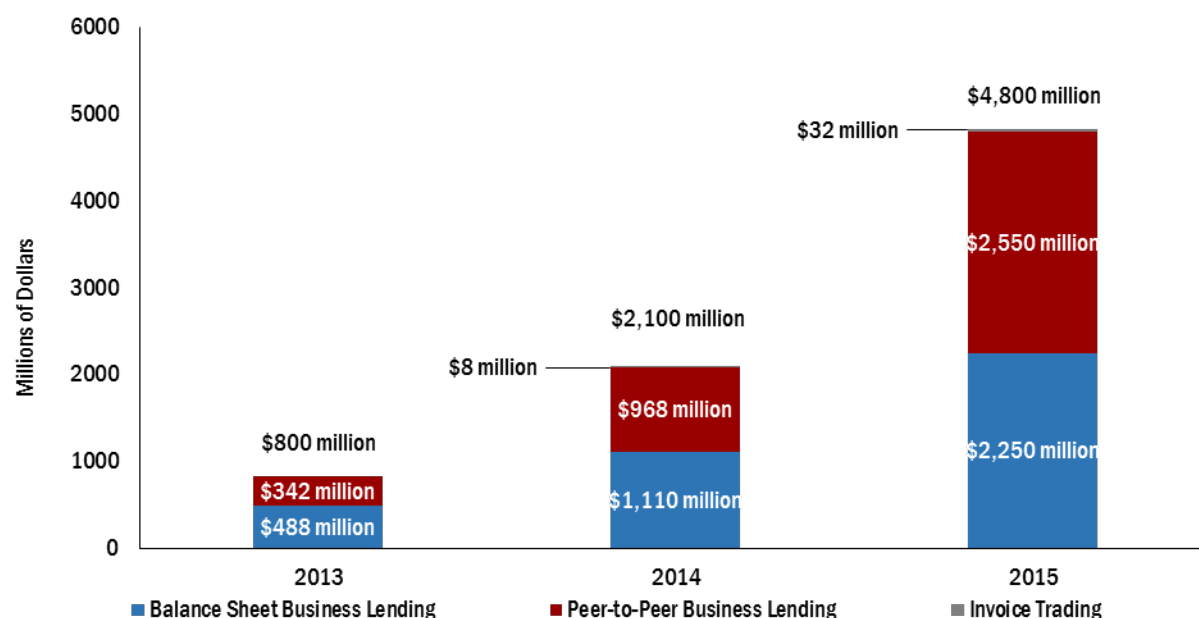 6000
5000
4000
3000
2000
1000
0
Millions of Dollars
$800 million
$342 million
$488 million
$2,100 million
$8 million
$968 million
$1,110 million
$4,800 million
$32 million
$2,550 million
$2,250 million
2013 2014 2015
Balance Sheet Business Lending Peer-to-Peer Business Lending Invoice Trading